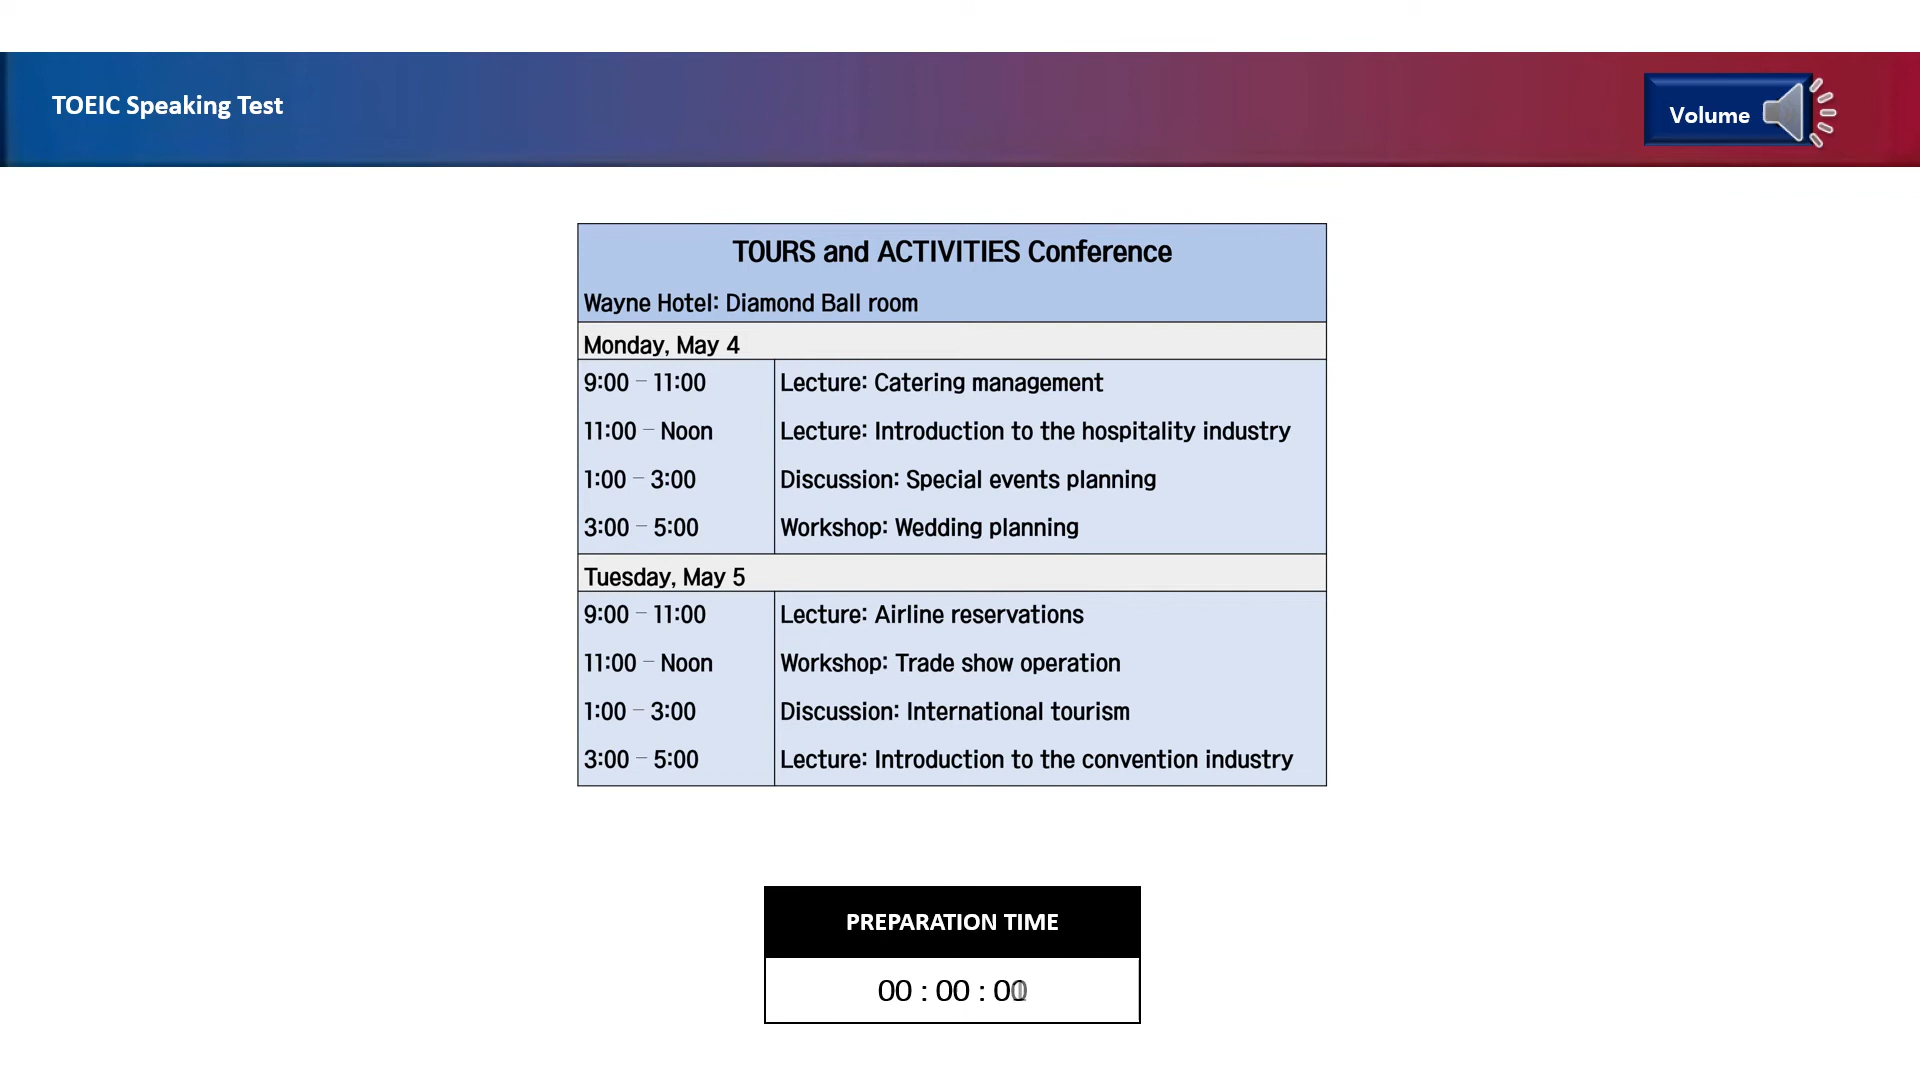 TOEIC Speaking Test
Volume
TOURS and ACTIVITIES Conference
Wayne Hotel: Diamond Ball room
Monday, May 4
9:00 – 11:00 Lecture: Catering management
11:00 – Noon Lecture: Introduction to the hospitality industry
1:00 – 3:00 Discussion: Special events planning
3:00 – 5:00 Workshop: Wedding planning
Tuesday, May 5
9:00 – 11:00 Lecture: Airline reservations
11:00 – Noon Workshop: Trade show operation
1:00 – 3:00 Discussion: International tourism
3:00 – 5:00 Lecture: Introduction to the convention industry
PREPARATION TIME
00 : 00 : 00